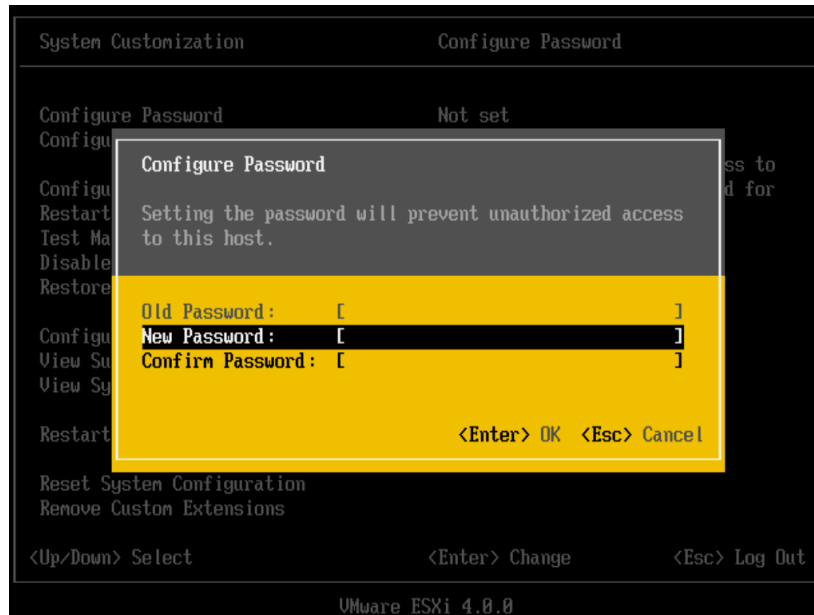 System Customization Configure Password
Configure Password Not set
Configu
Configure Password
ss to
Setting the password will prevent unauthorized access
to this host.
Configu
d for
Restart
Test Ma
Disable
Restore
Old Password: [ ]
New Password: [ ]
Confirm Password: [ ]
Configu
View Su
View Sy
<Enter> OK <Esc> Cancel
Restart
Reset System Configuration
Remove Custom Extensions
<Up/Down> Select <Enter> Change <Esc> Log Out
VMware ESXi 4.0.0